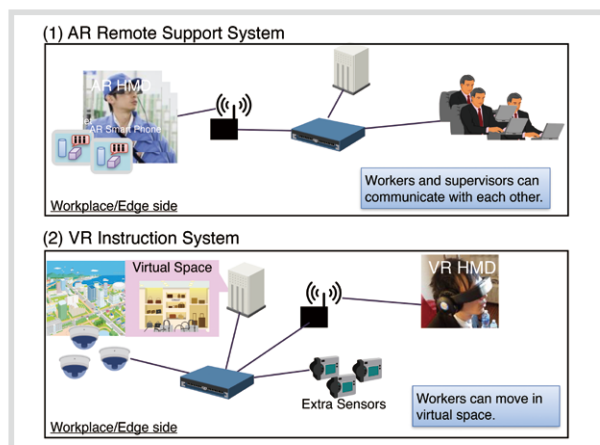 (1) AR Remote Support System
AR HMD
AR Smart Phone
Workers and supervisors can
communicate with each other.
Workplace/Edge side
(2) VR Instruction System
Virtual Space
VR HMD
Extra Sensors
Workers can move in
virtual space.
Workplace/Edge side